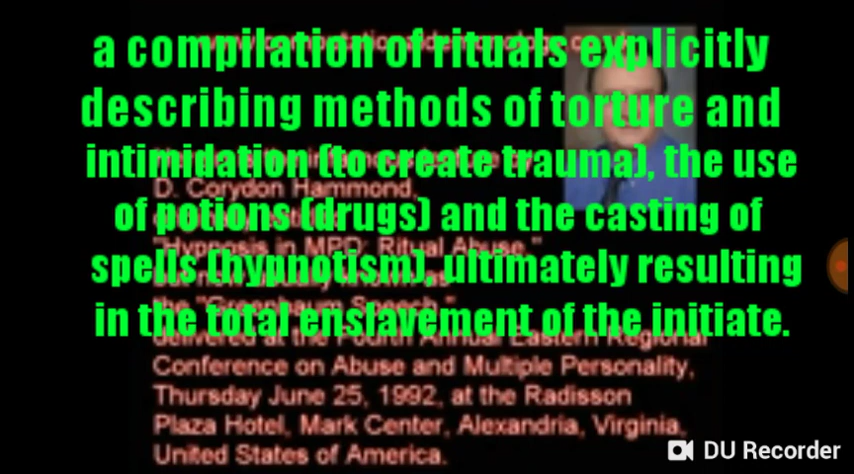 a compilation of rituals explicitly
describing methods of torture and
intimidation (to create trauma), the use
D. Corydon Hammond,
of potions (drugs) and the casting of
"Hypnosis in MPD: Ritual Abuse,"
spells (hypnotism), ultimately resulting
the "Greenbaum Speech,"
in the total enslavement of the initiate.
delivered at the Fourth Annual Eastern Regional
Conference on Abuse and Multiple Personality,
Thursday June 25, 1992, at the Radisson
Plaza Hotel, Mark Center, Alexandria, Virginia,
United States of America.
DU Recorder